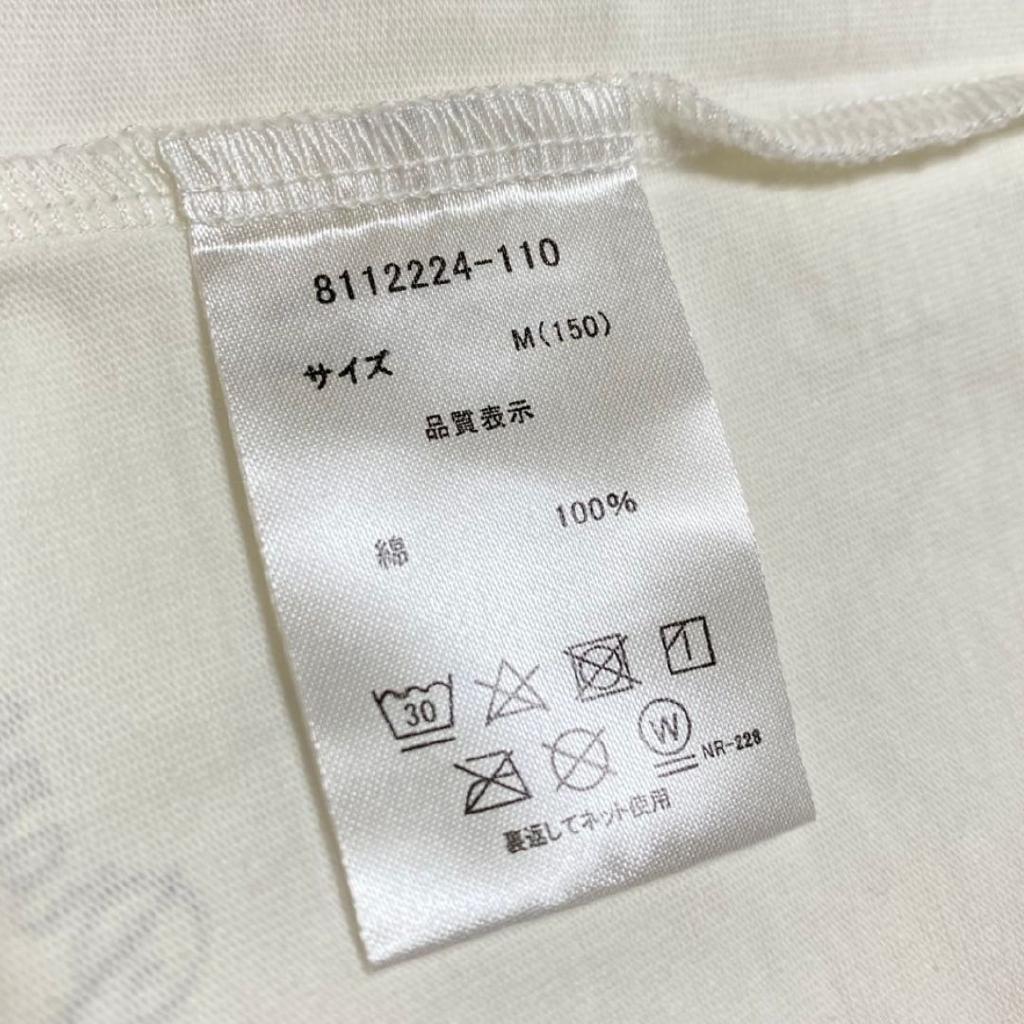 8112224-110
サイズ M(150)
品質表示
綿 100%
30
W NR-228
裏返してネット使用